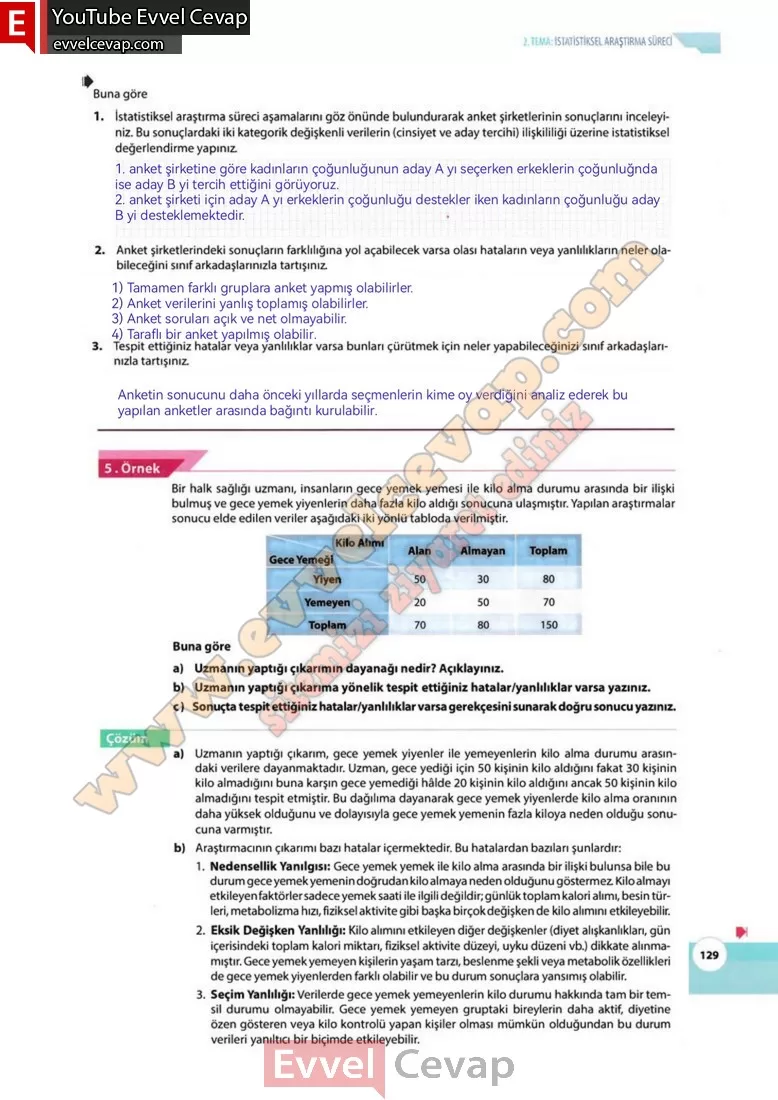 YouTube Evvel Cevap
evvelcevap.com
2. TEMA: İSTATİSTİKSEL ARAŞTIRMA SÜRECİ
Buna göre
1. İstatistiksel araştırma süreci aşamalarını göz önünde bulundurarak anket şirketlerinin sonuçlarını inceleyi-
niz. Bu sonuçlardaki iki kategorik değişkenli verilerin (cinsiyet ve aday tercihi) ilişkililiği üzerine istatistiksel
değerlendirme yapınız.
1. anket şirketine göre kadınların çoğunluğunun aday A yı seçerken erkeklerin çoğunluğnda
ise aday B yi tercih ettiğini görüyoruz.
2. anket şirketi için aday A yı erkeklerin çoğunluğu destekler iken kadınların çoğunluğu aday
B yi desteklemektedir.
2. Anket şirketlerindeki sonuçların farklılığına yol açabilecek varsa olası hataların veya yanlılıkların neler ola-
bileceğini sınıf arkadaşlarınızla tartışınız.
1) Tamamen farklı gruplara anket yapmış olabilirler.
2) Anket verilerini yanlış toplamış olabilirler.
3) Anket soruları açık ve net olmayabilir.
4) Taraflı bir anket yapılmış olabilir.
3. Tespit ettiğiniz hatalar veya yanlılıklar varsa bunları çürütmek için neler yapabileceğinizi sınıf arkadaşları-
nızla tartışınız.
Anketin sonucunu daha önceki yıllarda seçmenlerin kime oy verdiğini analiz ederek bu
yapılan anketler arasında bağıntı kurulabilir.
5. Örnek
Bir halk sağlığı uzmanı, insanların gece yemek yemesi ile kilo alma durumu arasında bir ilişki
bulmuş ve gece yemek yiyenlerin daha fazla kilo aldığı sonucuna ulaşmıştır. Yapılan araştırmalar
sonucu elde edilen veriler aşağıdaki iki yönlü tabloda verilmiştir.
Kilo Alımı Alan Almayan Toplam
Gece Yemeği
Yiyen 50 30 80
Yemeyen 20 50 70
Toplam 70 80 150
Buna göre
a) Uzmanın yaptığı çıkarımın dayanağı nedir? Açıklayınız.
b) Uzmanın yaptığı çıkarıma yönelik tespit ettiğiniz hatalar/yanlılıklar varsa yazınız.
c) Sonuçta tespit ettiğiniz hatalar/yanlılıklar varsa gerekçesini sunarak doğru sonucu yazınız.
Çözüm
a) Uzmanın yaptığı çıkarım, gece yemek yiyenler ile yemeyenlerin kilo alma durumu arasın-
daki verilere dayanmaktadır. Uzman, gece yediği için 50 kişinin kilo aldığını fakat 30 kişinin
kilo almadığını buna karşın gece yemediği hâlde 20 kişinin kilo aldığını ancak 50 kişinin kilo
almadığını tespit etmiştir. Bu dağılıma dayanarak gece yemek yiyenlerde kilo alma oranının
daha yüksek olduğunu ve dolayısıyla gece yemek yemenin fazla kiloya neden olduğu sonu-
cuna varmıştır.
b) Araştırmacının çıkarımı bazı hatalar içermektedir. Bu hatalardan bazıları şunlardır:
1. Nedensellik Yanılgısı: Gece yemek yemek ile kilo alma arasında bir ilişki bulunsa bile bu
durum gece yemek yemenin doğrudan kilo almaya neden olduğunu göstermez. Kilo almayı
etkileyen faktörler sadece yemek saati ile ilgili değildir; günlük toplam kalori alımı, besin tür-
leri, metabolizma hızı, fiziksel aktivite gibi başka birçok değişken de kilo alımını etkileyebilir.
2. Eksik Değişken Yanlılığı: Kilo alımını etkileyen diğer değişkenler (diyet alışkanlıkları, gün
içerisindeki toplam kalori miktarı, fiziksel aktivite düzeyi, uyku düzeni vb.) dikkate alınma-
mıştır. Gece yemek yemeyen kişilerin yaşam tarzı, beslenme şekli veya metabolik özellikleri
de gece yemek yiyenlerden farklı olabilir ve bu durum sonuçlara yansımış olabilir.
3. Seçim Yanlılığı: Verilerde gece yemek yemeyenlerin kilo durumu hakkında tam bir tem-
sil durumu olmayabilir. Gece yemek yemeyen gruptaki bireylerin daha aktif, diyetine
özen gösteren veya kilo kontrolü yapan kişiler olması mümkün olduğundan bu durum
verileri yanıltıcı bir biçimde etkileyebilir.
129
www.evvelcevap.com
sitemizi ziyaret ediniz
Evvel Cevap